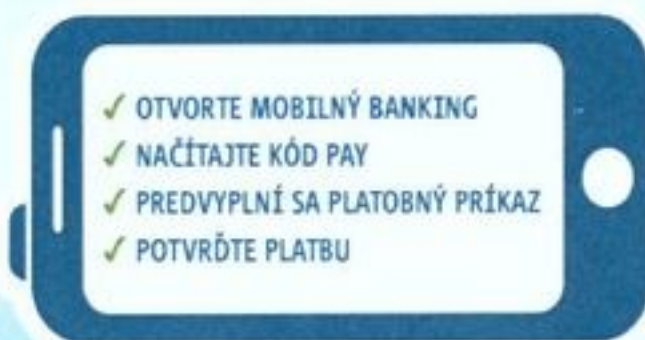 ✓ OTVORTE MOBILNÝ BANKING
✓ NAČÍTAJTE KÓD PAY
✓ PREDVYPLNÍ SA PLATOBNÝ PRÍKAZ
✓ POTVRĎTE PLATBU